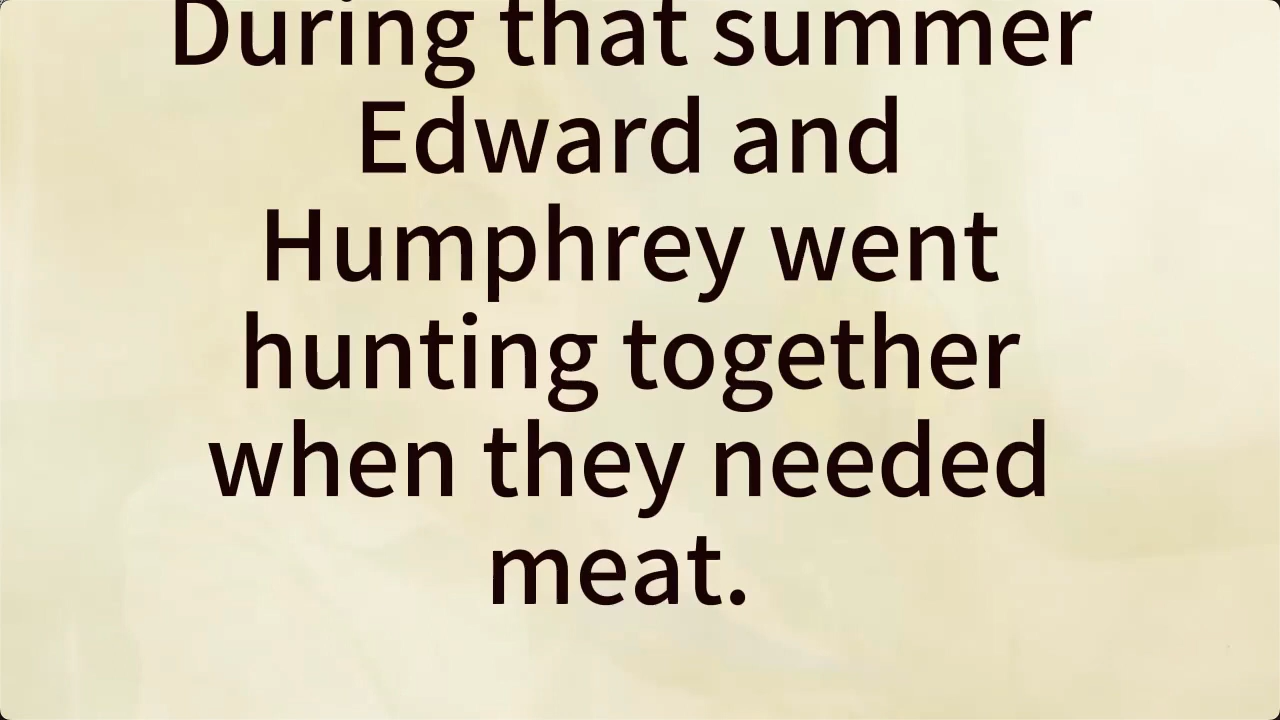 During that summer
Edward and
Humphrey went
hunting together
when they needed
meat.